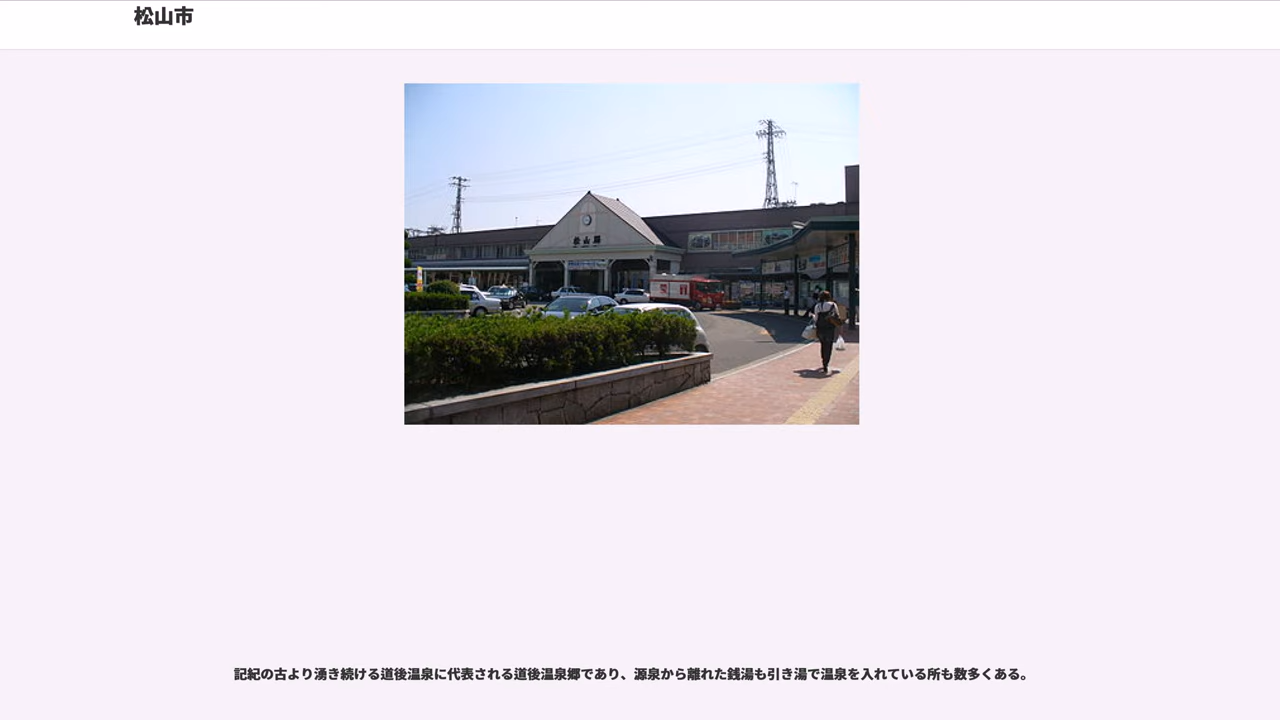 松山市
松山駅
記紀の古より湧き続ける道後温泉に代表される道後温泉郷であり、源泉から離れた銭湯も引き湯で温泉を入れている所も数多くある。